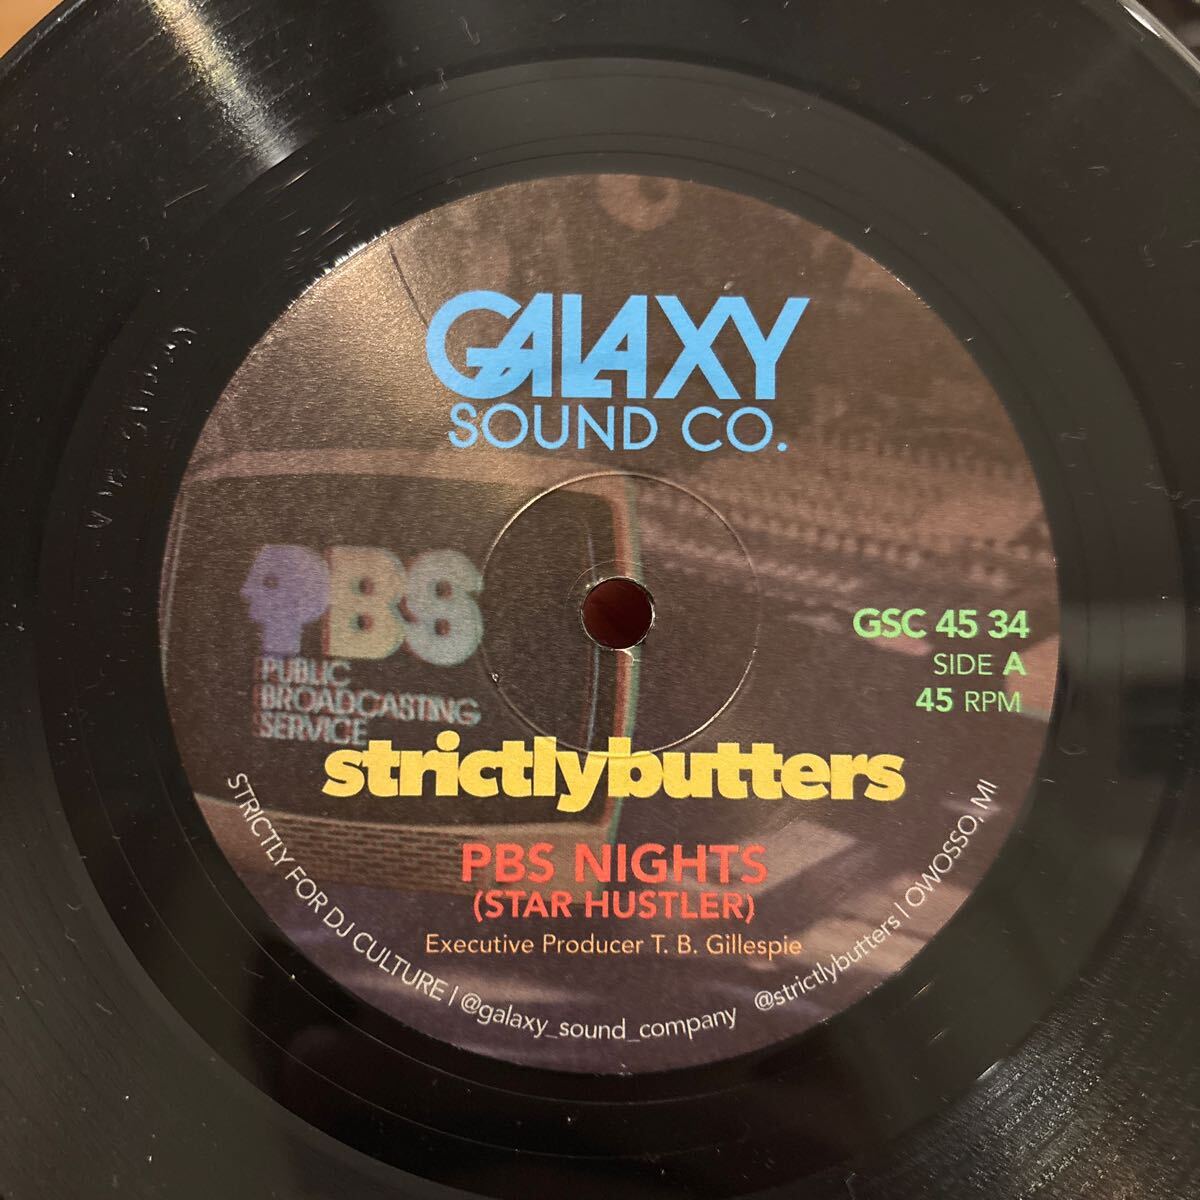 GALAXY
SOUND CO.
PBS
PUBLIC
BROADCASTING
SERVICE
GSC 45 34
SIDE A
45 RPM
strictlybutters
PBS NIGHTS
(STAR HUSTLER)
Executive Producer T. B. Gillespie
STRICTLY FOR DJ CULTURE | @galaxy_sound_company @strictlybutters | OWOSSO, MI